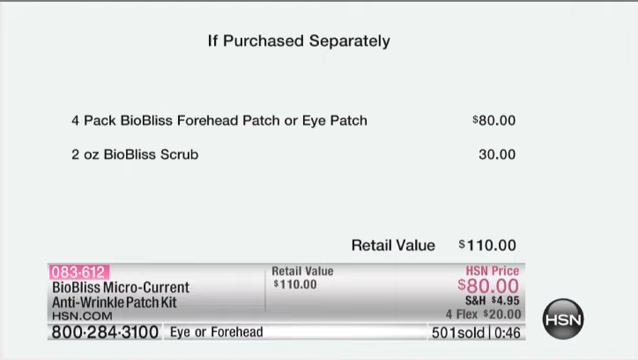 If Purchased Separately
4 Pack BioBliss Forehead Patch or Eye Patch $80.00
2 oz BioBliss Scrub 30.00
Retail Value $110.00
083-612
BioBliss Micro-Current
Anti-Wrinkle Patch Kit
HSN.COM
Retail Value
$110.00
HSN Price
$80.00
S&H $4.95
4 Flex $20.00
800·284·3100 Eye or Forehead 501sold 0:46
HSN